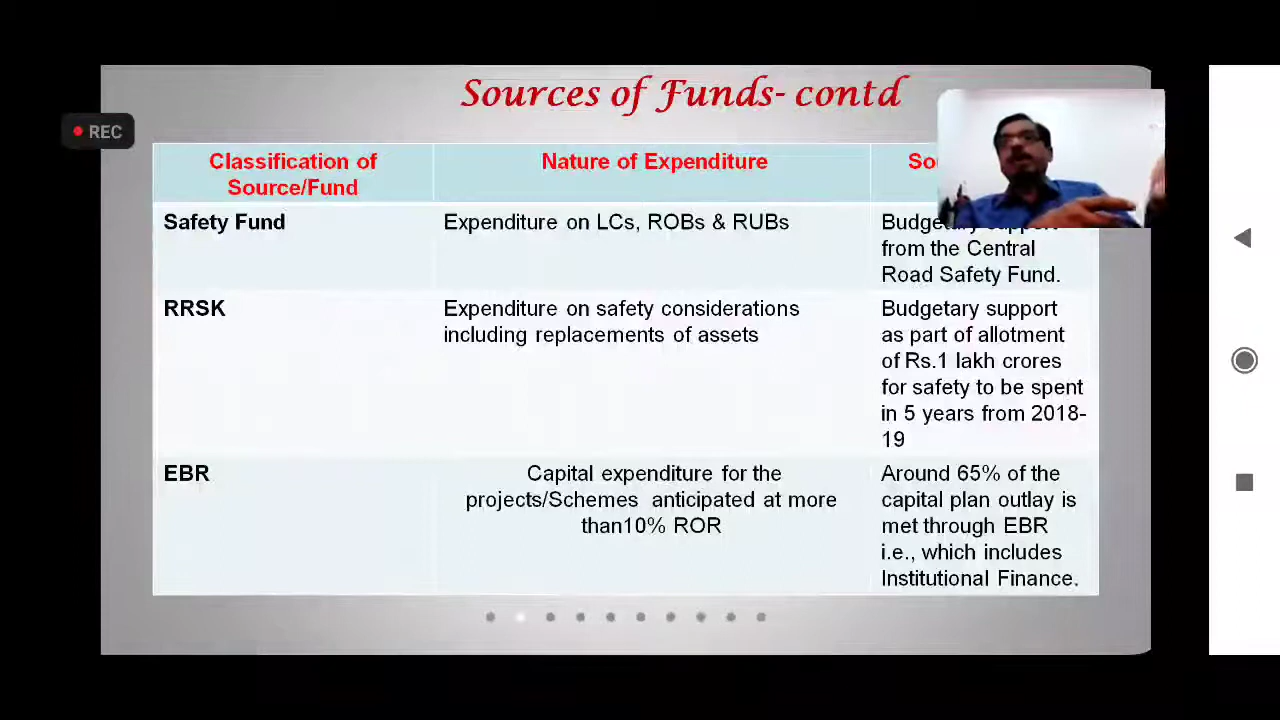 Sources of Funds- contd
REC
Classification of
Source/Fund
Nature of Expenditure
Safety Fund
Expenditure on LCs, ROBs & RUBs
from the Central
Road Safety Fund.
RRSK
Expenditure on safety considerations
including replacements of assets
Budgetary support
as part of allotment
of Rs.1 lakh crores
for safety to be spent
in 5 years from 2018-
19
EBR
Capital expenditure for the
projects/Schemes anticipated at more
than10% ROR
Around 65% of the
capital plan outlay is
met through EBR
i.e., which includes
Institutional Finance.